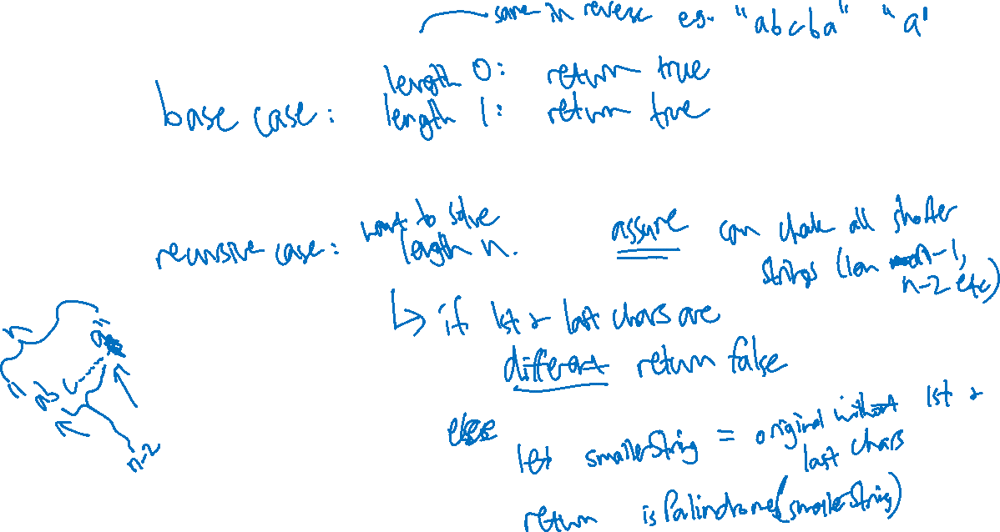 same in reverse eg. "abcba" "a"
length 0: return true
base case: length 1: return true
want to solve
recursive case: length n. assume can check all shorter
strings (len n-1,
n-2 etc)
↳ if 1st & last chars are
different return false
else
let smallerString = original without 1st &
last chars
return isPalindrome(smallerString)
"ab
a"
n-2